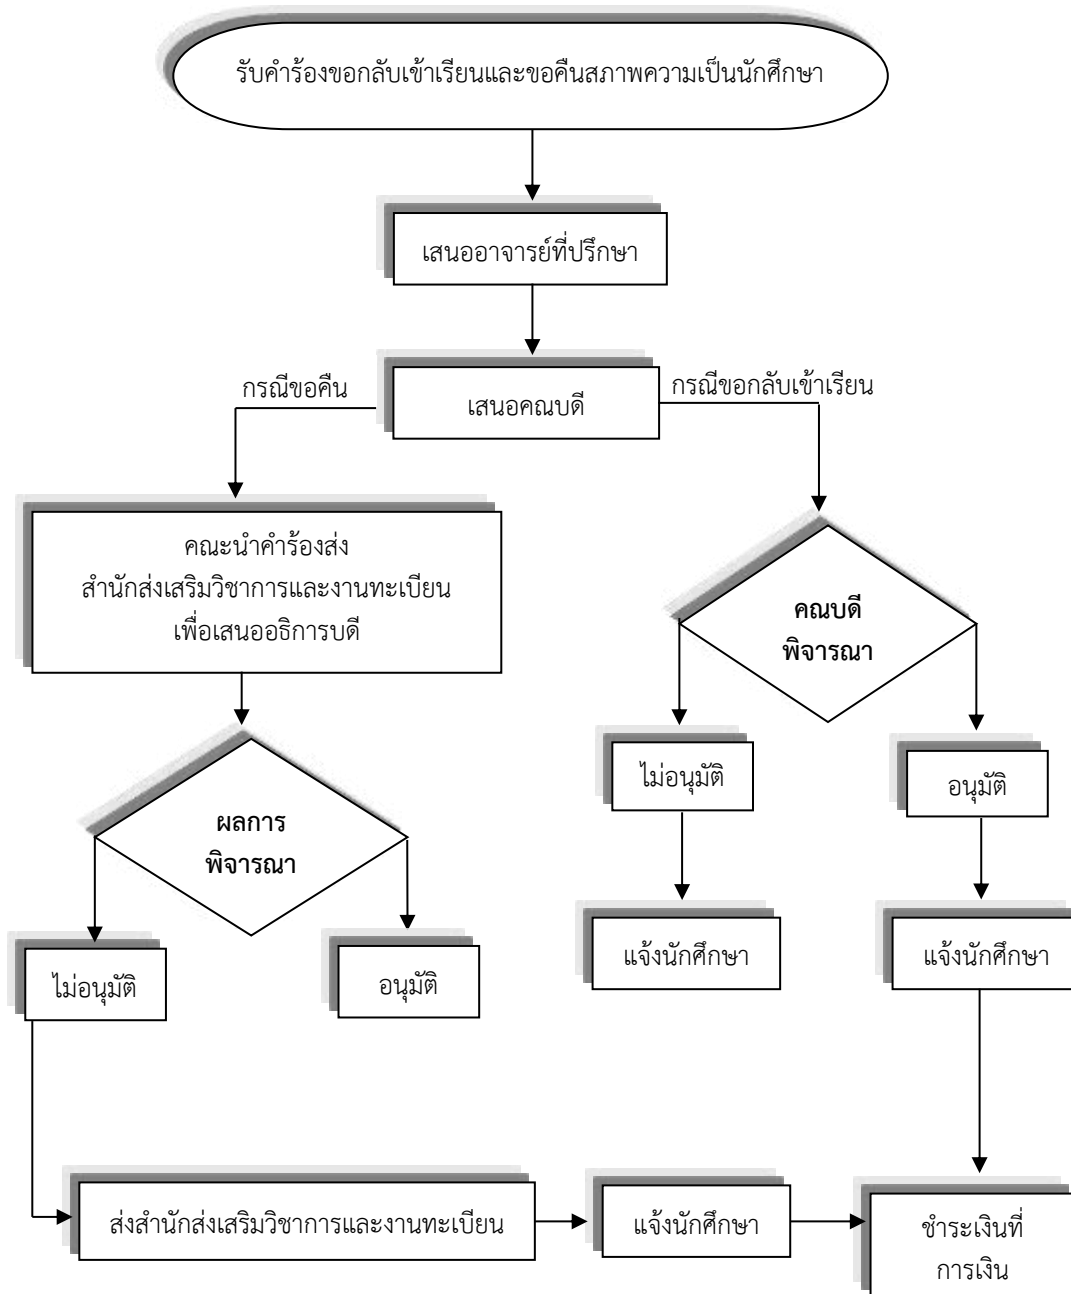 รับคำร้องขอกลับเข้าเรียนและขอคืนสภาพความเป็นนักศึกษา
เสนออาจารย์ที่ปรึกษา
กรณีขอคืน
เสนอคณบดี
กรณีขอกลับเข้าเรียน
คณะนำคำร้องส่ง
สำนักส่งเสริมวิชาการและงานทะเบียน
เพื่อเสนออธิการบดี
คณบดี
พิจารณา
ไม่อนุมัติ
อนุมัติ
ผลการ
พิจารณา
แจ้งนักศึกษา
แจ้งนักศึกษา
ไม่อนุมัติ
อนุมัติ
ส่งสำนักส่งเสริมวิชาการและงานทะเบียน
แจ้งนักศึกษา
ชำระเงินที่
การเงิน